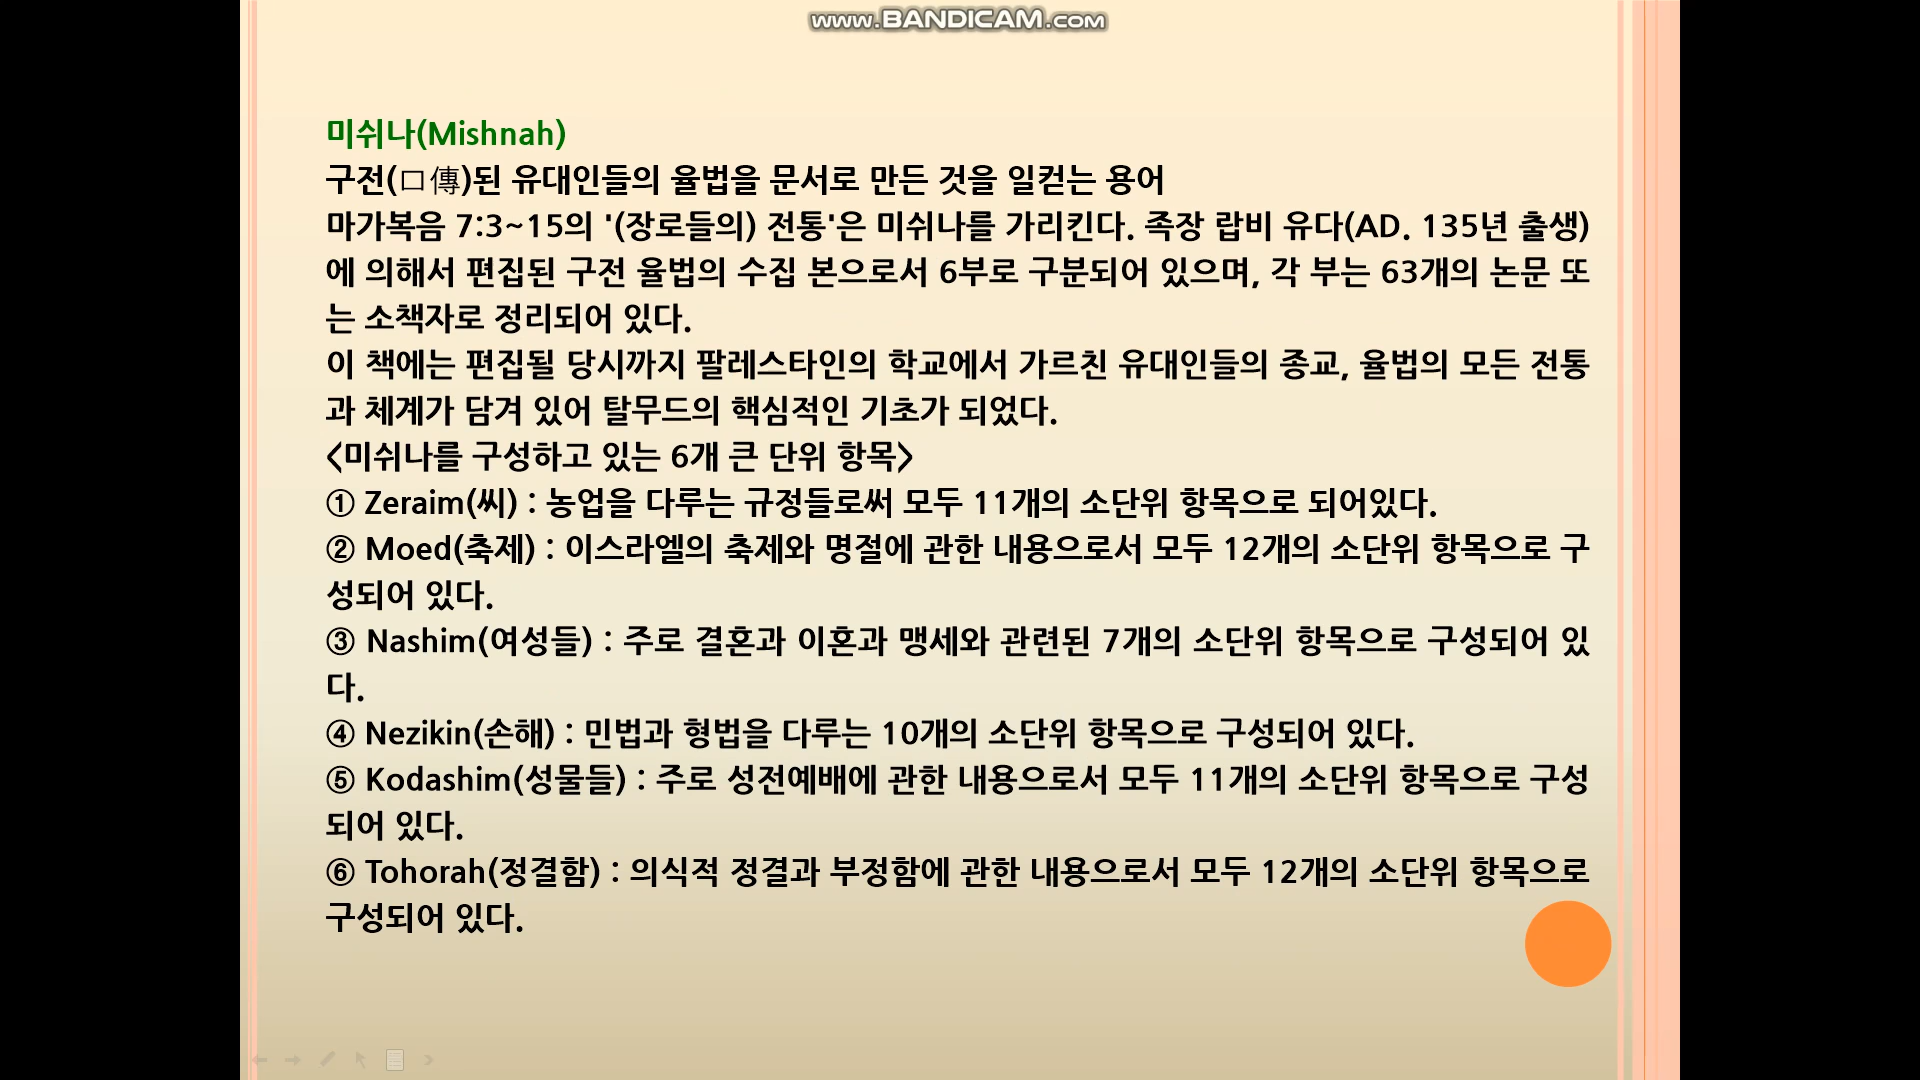 www.BANDICAM.com
미쉬나(Mishnah)
구전(口傳)된 유대인들의 율법을 문서로 만든 것을 일컫는 용어
마가복음 7:3~15의 '(장로들의) 전통'은 미쉬나를 가리킨다. 족장 랍비 유다(AD. 135년 출생)
에 의해서 편집된 구전 율법의 수집 본으로서 6부로 구분되어 있으며, 각 부는 63개의 논문 또
는 소책자로 정리되어 있다.
이 책에는 편집될 당시까지 팔레스타인의 학교에서 가르친 유대인들의 종교, 율법의 모든 전통
과 체계가 담겨 있어 탈무드의 핵심적인 기초가 되었다.
<미쉬나를 구성하고 있는 6개 큰 단위 항목>
① Zeraim(씨) : 농업을 다루는 규정들로써 모두 11개의 소단위 항목으로 되어있다.
② Moed(축제) : 이스라엘의 축제와 명절에 관한 내용으로서 모두 12개의 소단위 항목으로 구
성되어 있다.
③ Nashim(여성들) : 주로 결혼과 이혼과 맹세와 관련된 7개의 소단위 항목으로 구성되어 있
다.
④ Nezikin(손해) : 민법과 형법을 다루는 10개의 소단위 항목으로 구성되어 있다.
⑤ Kodashim(성물들) : 주로 성전예배에 관한 내용으로서 모두 11개의 소단위 항목으로 구성
되어 있다.
⑥ Tohorah(정결함) : 의식적 정결과 부정함에 관한 내용으로서 모두 12개의 소단위 항목으로
구성되어 있다.